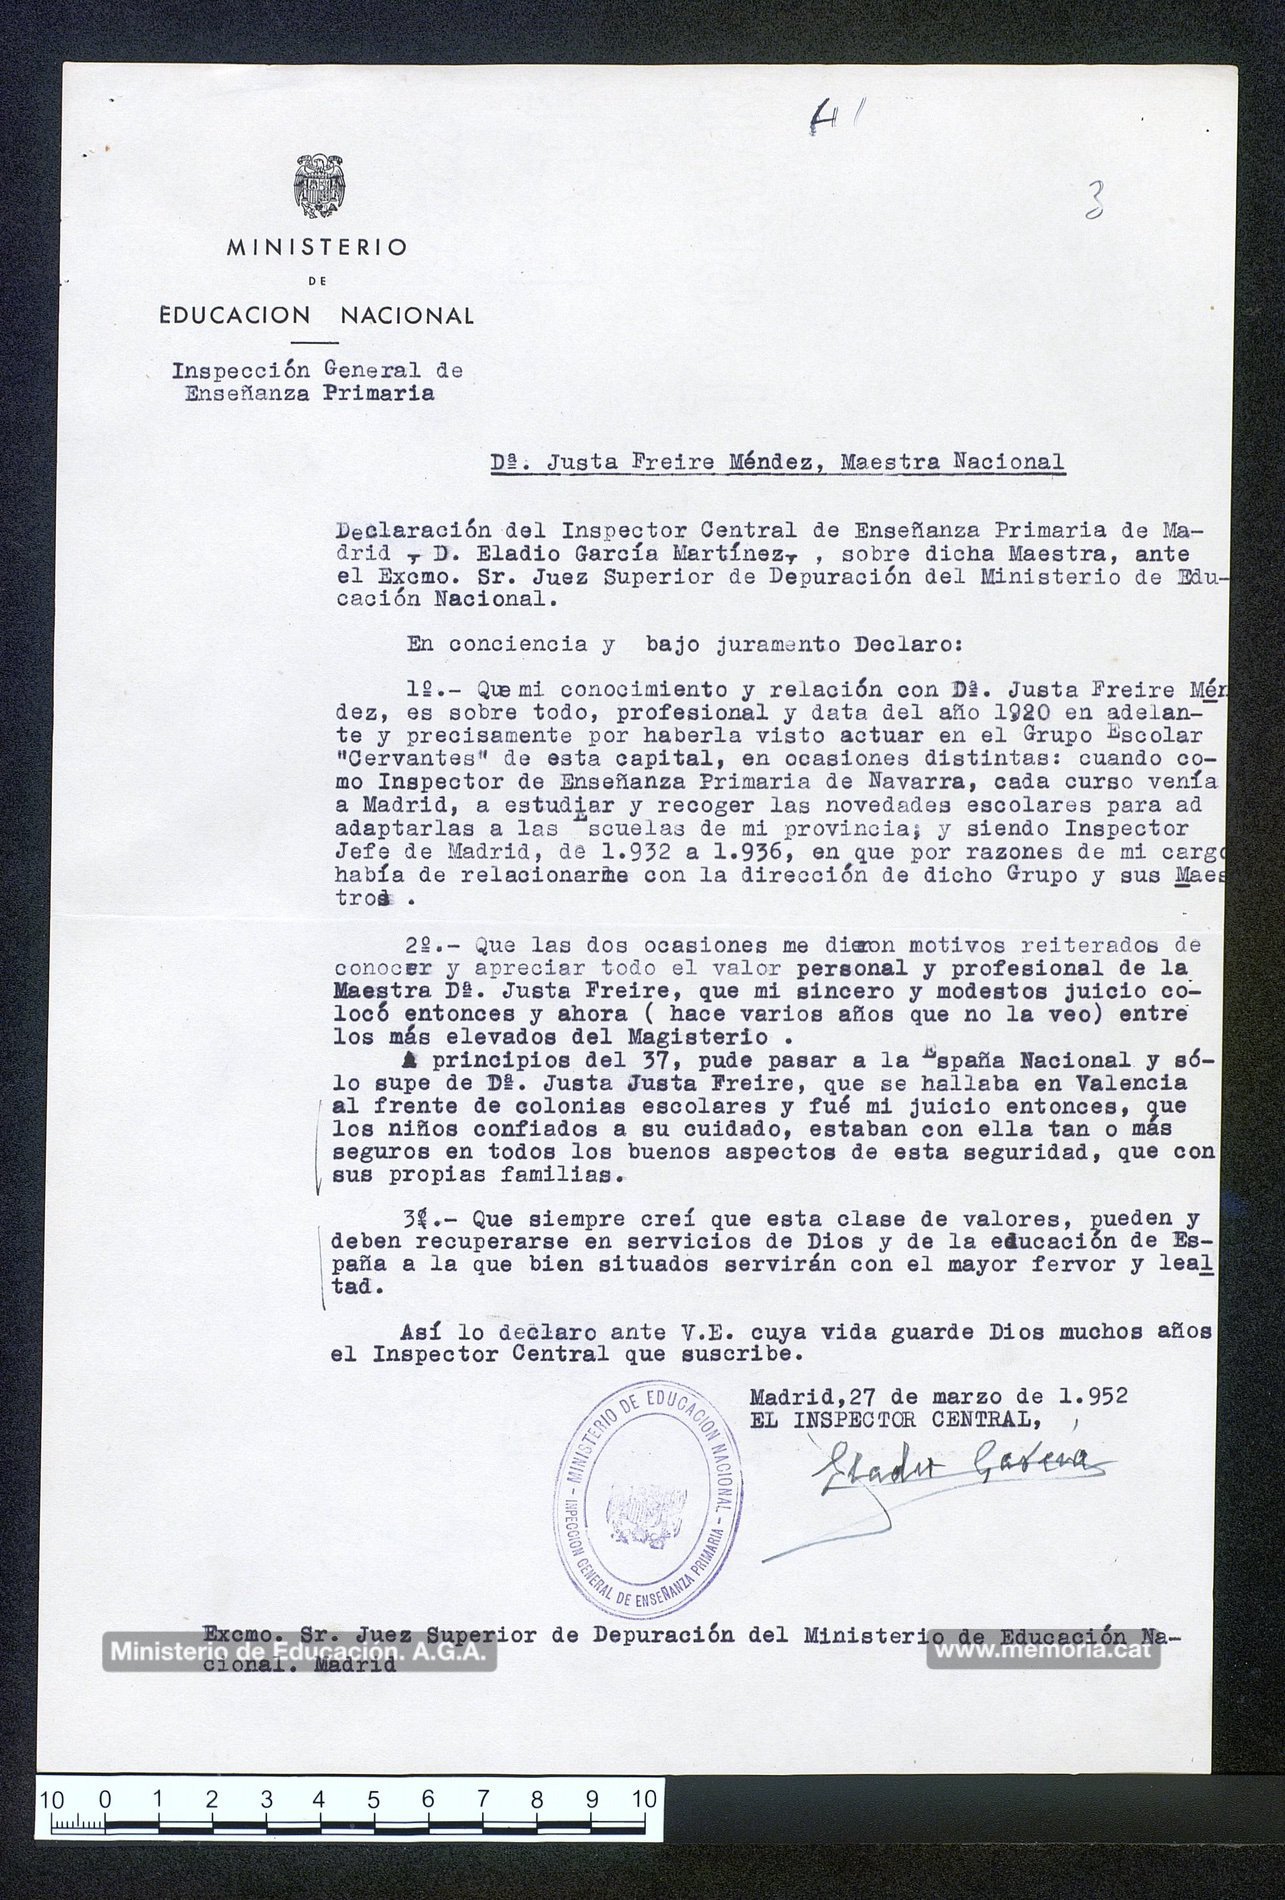 41
3
MINISTERIO
DE
EDUCACION NACIONAL
Inspección General de
Enseñanza Primaria
Dª. Justa Freire Méndez, Maestra Nacional
Declaración del Inspector Central de Enseñanza Primaria de Ma-
drid , D. Eladio García Martínez, , sobre dicha Maestra, ante
el Excmo. Sr. Juez Superior de Depuración del Ministerio de Edu-
cación Nacional.
En conciencia y bajo juramento Declaro:
1º.- Que mi conocimiento y relación con Dª. Justa Freire Mén
dez, es sobre todo, profesional y data del año 1920 en adelan-
te y precisamente por haberla visto actuar en el Grupo Escolar
"Cervantes" de esta capital, en ocasiones distintas: cuando co-
mo Inspector de Enseñanza Primaria de Navarra, cada curso venía
a Madrid, a estudiar y recoger las novedades escolares para ad
adaptarlas a las Escuelas de mi provincia; y siendo Inspector
Jefe de Madrid, de 1.932 a 1.936, en que por razones de mi cargo
había de relacionarme con la dirección de dicho Grupo y sus Maes
tros .
2º.- Que las dos ocasiones me dieron motivos reiterados de
conocer y apreciar todo el valor personal y profesional de la
Maestra Dª. Justa Freire, que mi sincero y modestos juicio co-
locó entonces y ahora ( hace varios años que no la veo) entre
los más elevados del Magisterio .
A principios del 37, pude pasar a la España Nacional y só-
lo supe de Dª. Justa Justa Freire, que se hallaba en Valencia
al frente de colonias escolares y fué mi juicio entonces, que
los niños confiados a su cuidado, estaban con ella tan o más
seguros en todos los buenos aspectos de esta seguridad, que con
sus propias familias.
3º.- Que siempre creí que esta clase de valores, pueden y
deben recuperarse en servicios de Dios y de la educación de Es-
paña a la que bien situados servirán con el mayor fervor y leal
tad.
Así lo declaro ante V.E. cuya vida guarde Dios muchos años
el Inspector Central que suscribe.
Madrid,27 de marzo de 1.952
EL INSPECTOR CENTRAL,
Eladio García
- MINISTERIO DE EDUCACION NACIONAL -
INPECCION GENERAL DE ENSEÑANZA PRIMARIA
Excmo. Sr. Juez Superior de Depuración del Ministerio de Educación Na-
cional. Madrid
Ministerio de Educación. A.G.A.
www.memoria.cat
10 0 1 2 3 4 5 6 7 8 9 10